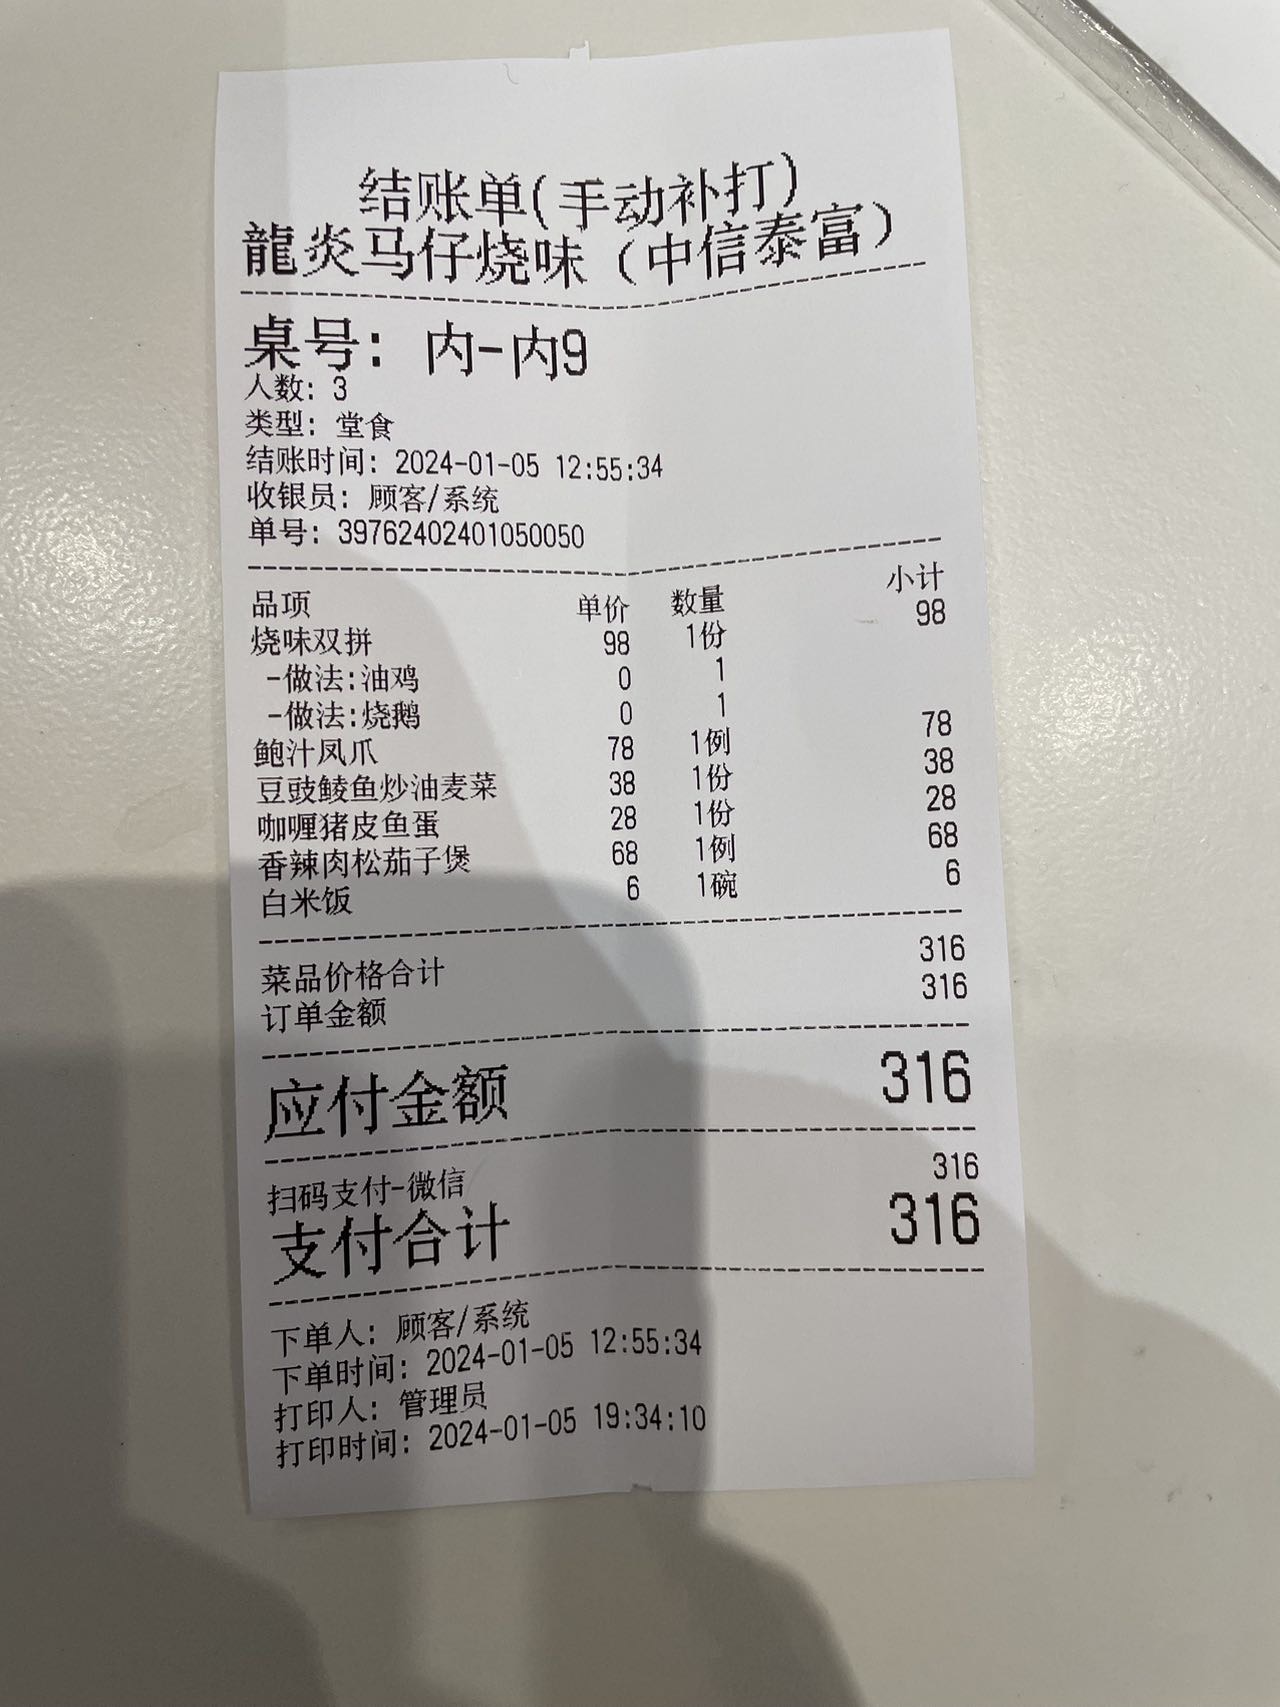 结账单(手动补打)
龍炎马仔烧味（中信泰富）
桌号: 内-内9
人数: 3
类型: 堂食
结账时间: 2024-01-05 12:55:34
收银员: 顾客/系统
单号: 39762402401050050
品项 单价 数量 小计
烧味双拼 98 1份 98
-做法:油鸡 0 1
-做法:烧鹅 0 1
鲍汁凤爪 78 1例 78
豆豉鲮鱼炒油麦菜 38 1份 38
咖喱猪皮鱼蛋 28 1份 28
香辣肉松茄子煲 68 1例 68
白米饭 6 1碗 6
菜品价格合计 316
订单金额 316
应付金额 316
扫码支付-微信 316
支付合计 316
下单人: 顾客/系统
下单时间: 2024-01-05 12:55:34
打印人: 管理员
打印时间: 2024-01-05 19:34:10